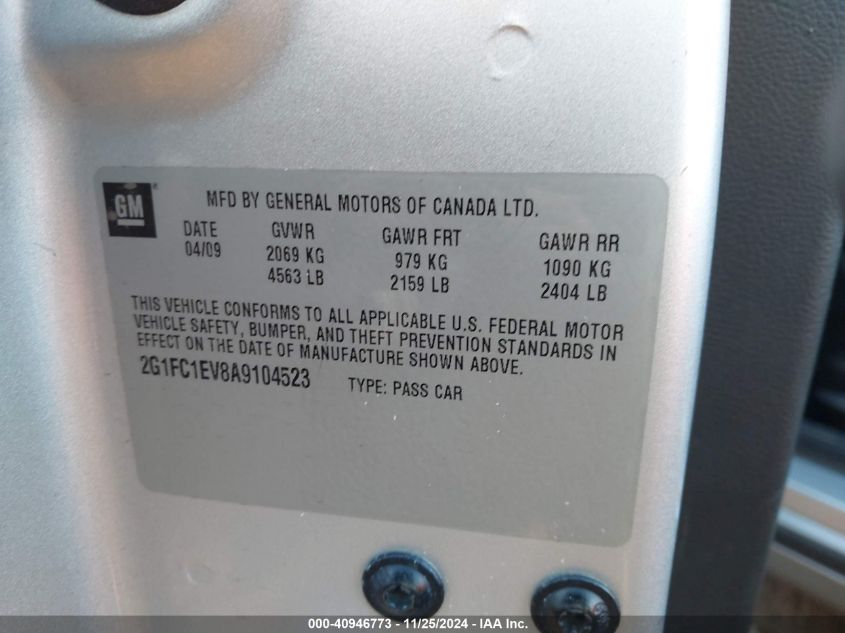 GM ®
MFD BY GENERAL MOTORS OF CANADA LTD.
DATE GVWR GAWR FRT GAWR RR
04/09 2069 KG 979 KG 1090 KG
4563 LB 2159 LB 2404 LB
THIS VEHICLE CONFORMS TO ALL APPLICABLE U.S. FEDERAL MOTOR
VEHICLE SAFETY, BUMPER, AND THEFT PREVENTION STANDARDS IN
EFFECT ON THE DATE OF MANUFACTURE SHOWN ABOVE.
2G1FC1EV8A9104523 TYPE: PASS CAR
000-40946773 - 11/25/2024 - IAA Inc.